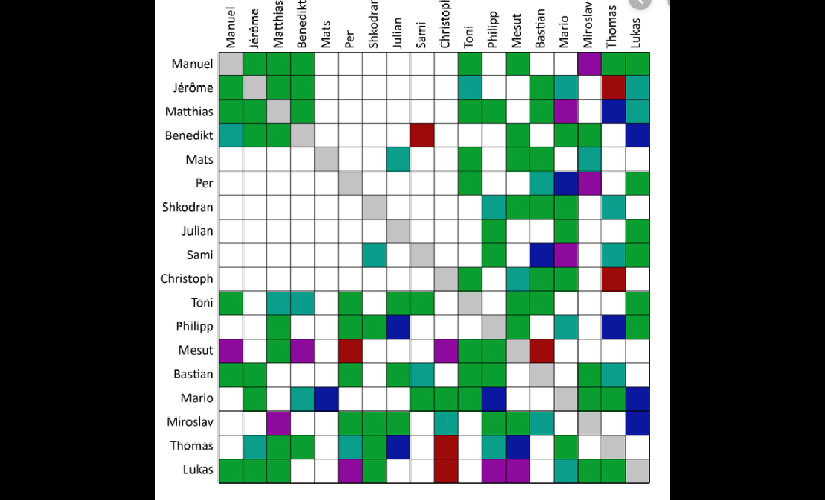 Manuel
Jérôme
Matthias
Benedikt
Mats
Per
Shkodran
Julian
Sami
Christoph
Toni
Philipp
Mesut
Bastian
Mario
Miroslav
Thomas
Lukas
Manuel
Jérôme
Matthias
Benedikt
Mats
Per
Shkodran
Julian
Sami
Christoph
Toni
Philipp
Mesut
Bastian
Mario
Miroslav
Thomas
Lukas